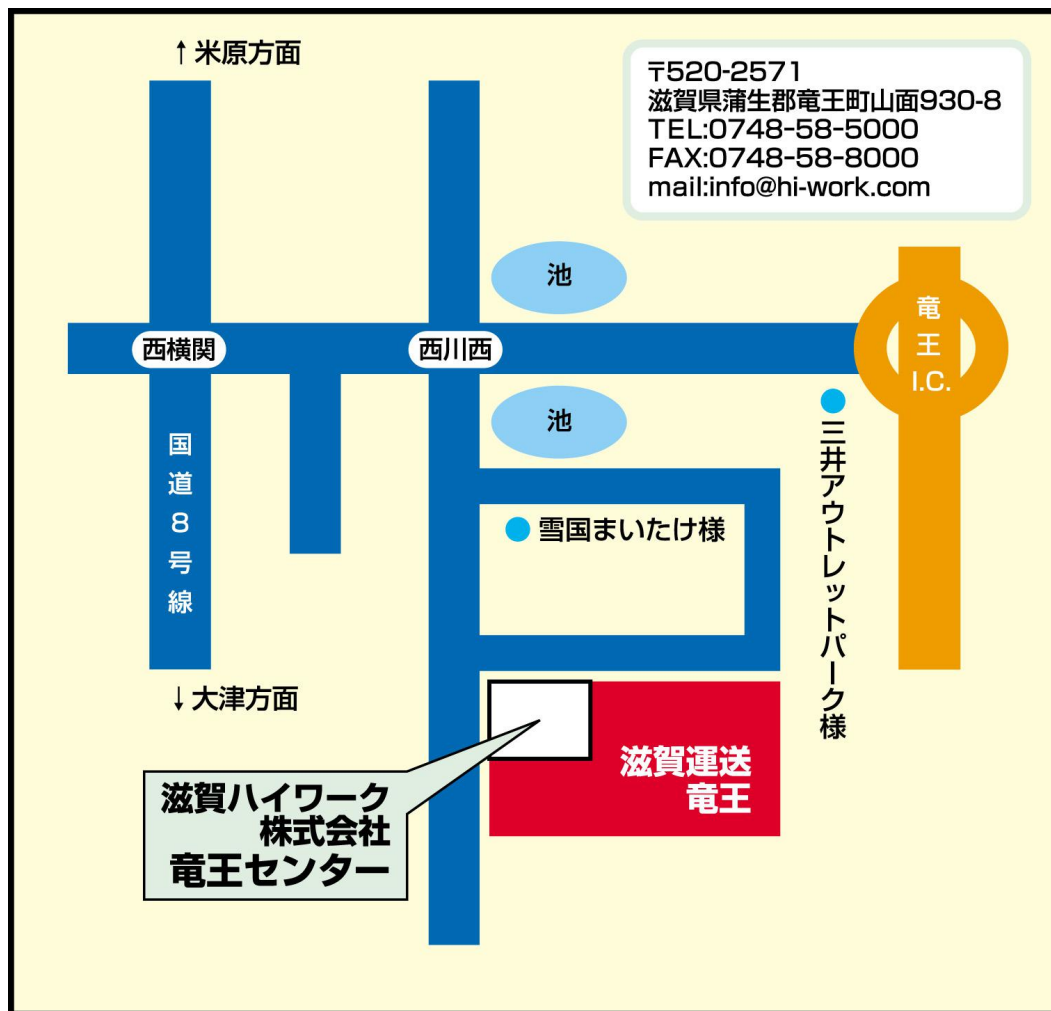 ↑米原方面
〒520-2571
滋賀県蒲生郡竜王町山面930-8
TEL:0748-58-5000
FAX:0748-58-8000
mail:info@hi-work.com
池
西横関
西川西
竜王I.C.
池
国道8号線
雪国まいたけ様
三井アウトレットパーク様
↓大津方面
滋賀運送
竜王
滋賀ハイワーク
株式会社
竜王センター